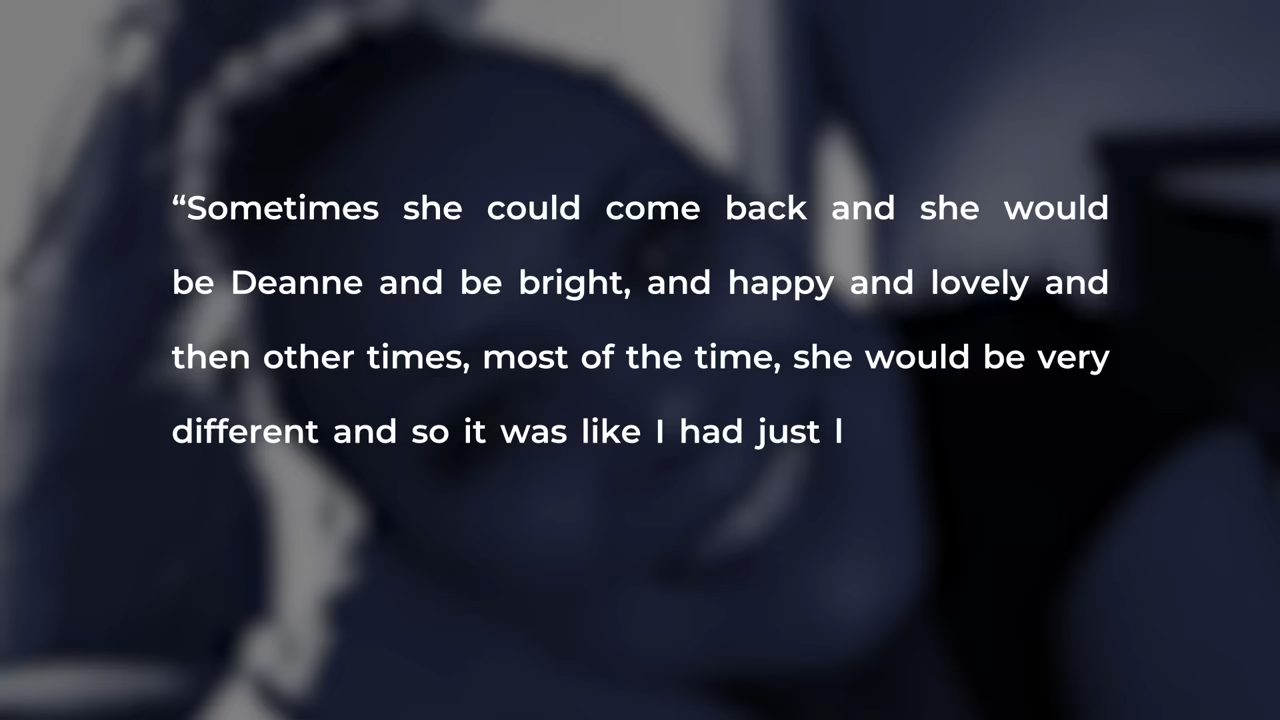 “Sometimes she could come back and she would
be Deanne and be bright, and happy and lovely and
then other times, most of the time, she would be very
different and so it was like I had just l